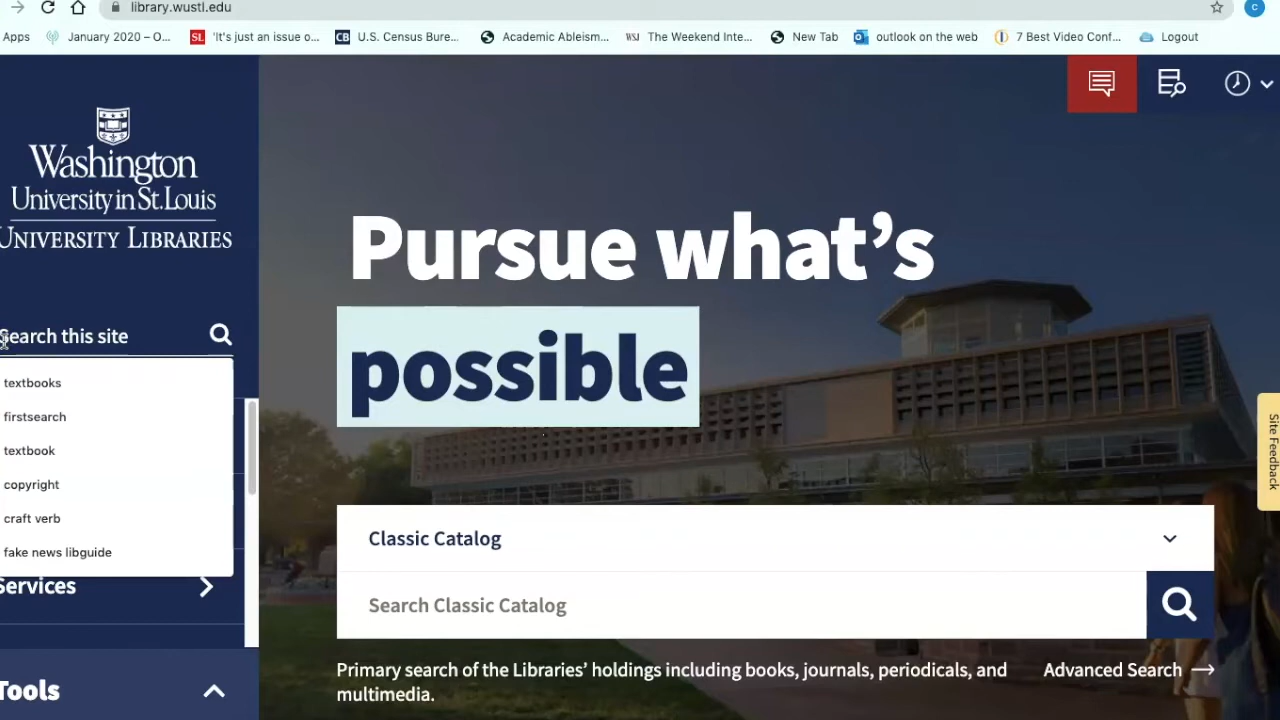 library.wustl.edu
Apps
January 2020 – O...
SL
'It's just an issue o...
CB
U.S. Census Bure...
Academic Ableism...
WSJ
The Weekend Inte...
New Tab
outlook on the web
7 Best Video Conf...
Logout
c
Washington
University in St. Louis
UNIVERSITY LIBRARIES
Search this site
textbooks
firstsearch
textbook
copyright
craft verb
fake news libguide
Services
Tools
Pursue what's
possible
Classic Catalog
Search Classic Catalog
Primary search of the Libraries' holdings including books, journals, periodicals, and
multimedia.
Advanced Search
Site Feedback